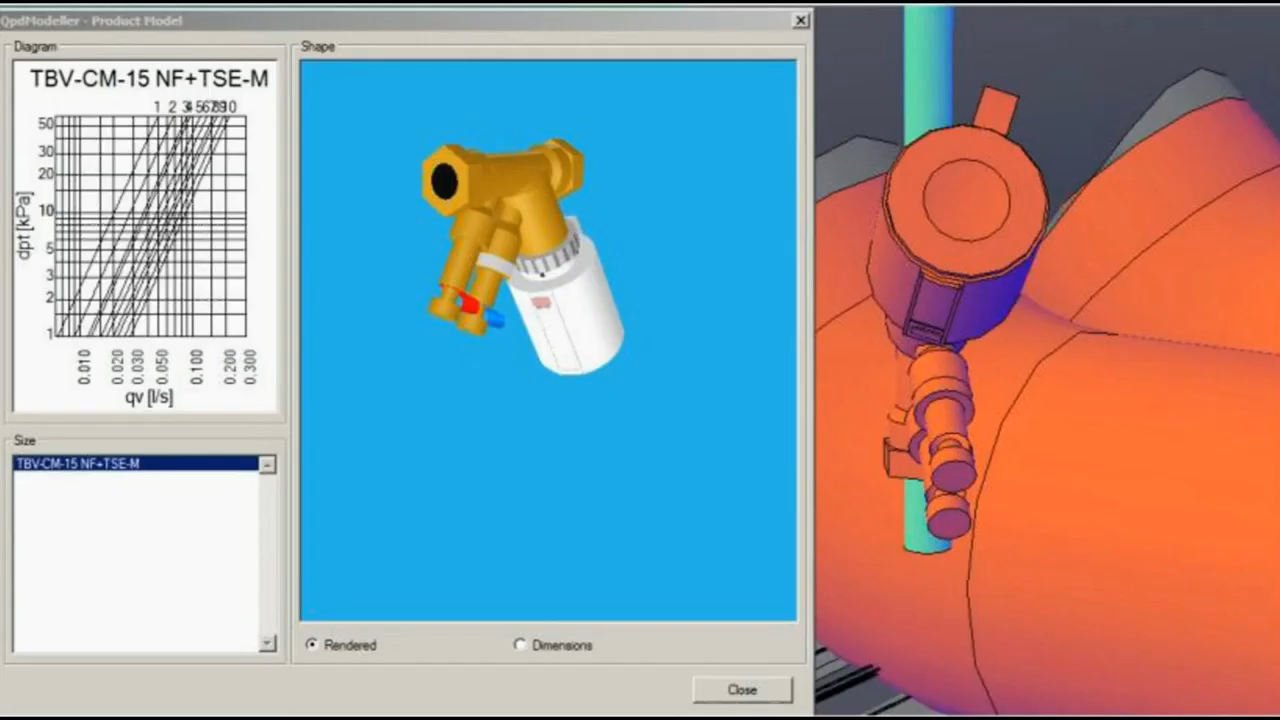 QpdModeller - Product Model
Diagram
TBV-CM-15 NF+TSE-M
1 2 3 4 5 6 7 8 9 10
50
30
20
10
5
3
2
1
dpt [kPa]
0.010
0.020
0.030
0.050
0.100
0.200
0.300
qv [l/s]
Size
TBV-CM-15 NF+TSE-M
Shape
Rendered
Dimensions
Close